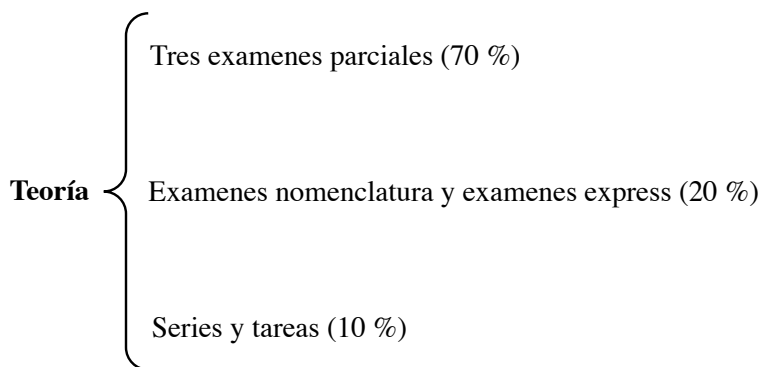 Tres examenes parciales (70 %)
Teoría
Examenes nomenclatura y examenes express (20 %)
Series y tareas (10 %)